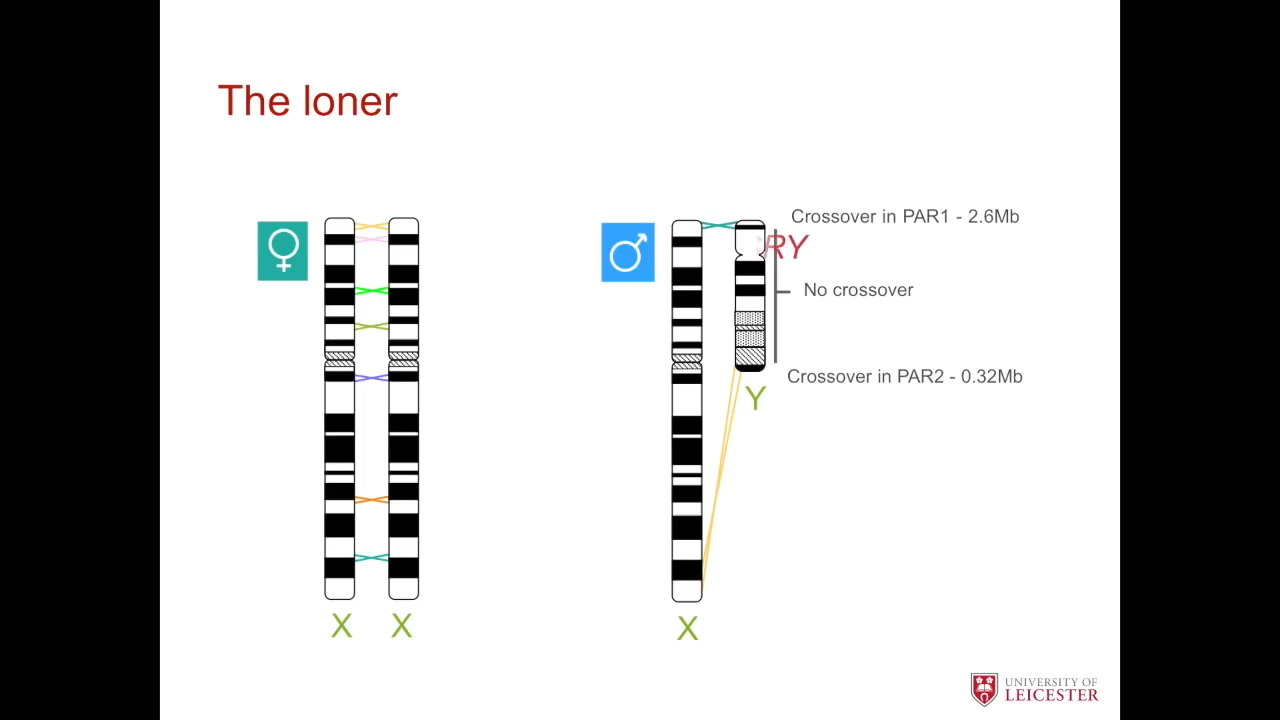 The loner
Crossover in PAR1 - 2.6Mb
RY
No crossover
Crossover in PAR2 - 0.32Mb
Y
X X
X
UNIVERSITY OF
LEICESTER